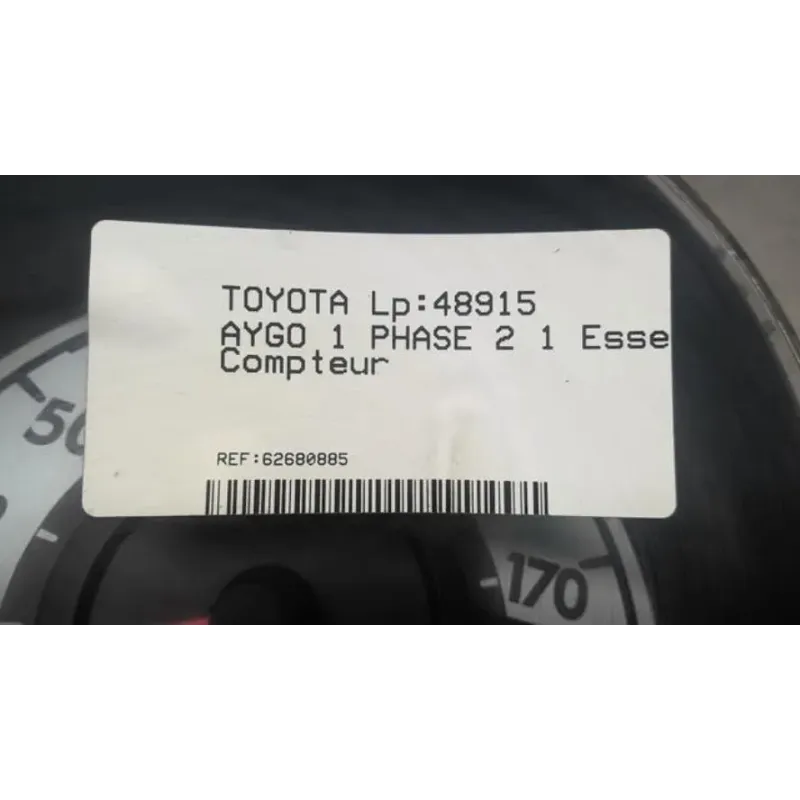 TOYOTA Lp:48915
AYGO 1 PHASE 2 1 Esse
Compteur
REF:62680885
50
170